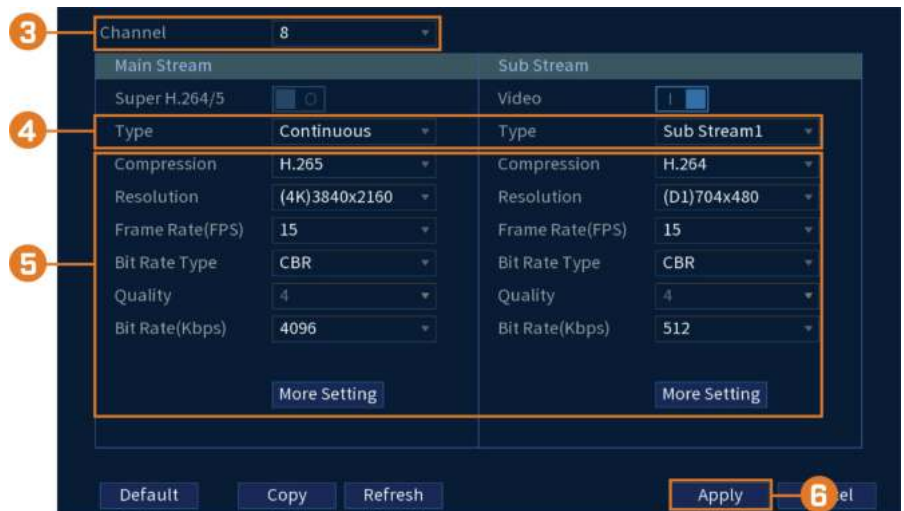 3 Channel 8
Main Stream Sub Stream
Super H.264/5 O Video I
4 Type Continuous Type Sub Stream1
Compression H.265 Compression H.264
Resolution (4K)3840x2160 Resolution (D1)704x480
Frame Rate(FPS) 15 Frame Rate(FPS) 15
5 Bit Rate Type CBR Bit Rate Type CBR
Quality 4 Quality 4
Bit Rate(Kbps) 4096 Bit Rate(Kbps) 512
More Setting More Setting
Default Copy Refresh Apply 6 el